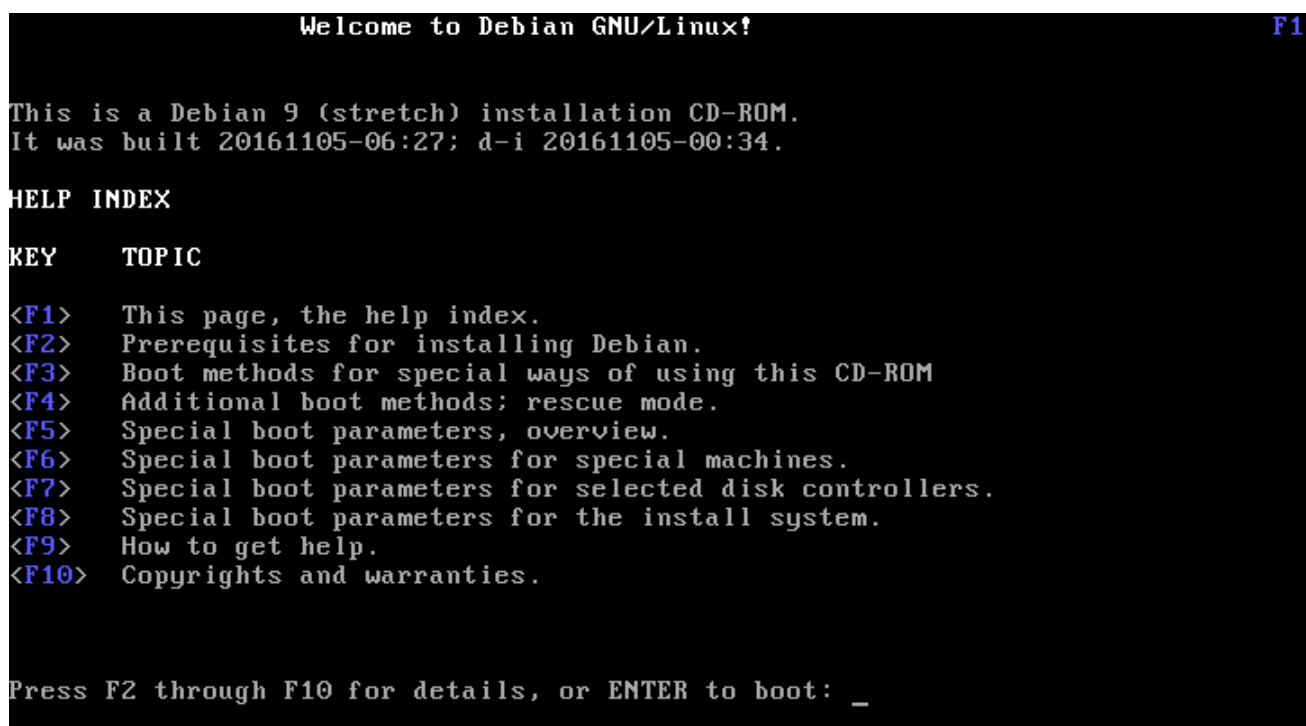 Welcome to Debian GNU/Linux! F1
This is a Debian 9 (stretch) installation CD-ROM.
It was built 20161105-06:27; d-i 20161105-00:34.
HELP INDEX
KEY TOPIC
<F1> This page, the help index.
<F2> Prerequisites for installing Debian.
<F3> Boot methods for special ways of using this CD-ROM
<F4> Additional boot methods; rescue mode.
<F5> Special boot parameters, overview.
<F6> Special boot parameters for special machines.
<F7> Special boot parameters for selected disk controllers.
<F8> Special boot parameters for the install system.
<F9> How to get help.
<F10> Copyrights and warranties.
Press F2 through F10 for details, or ENTER to boot: _